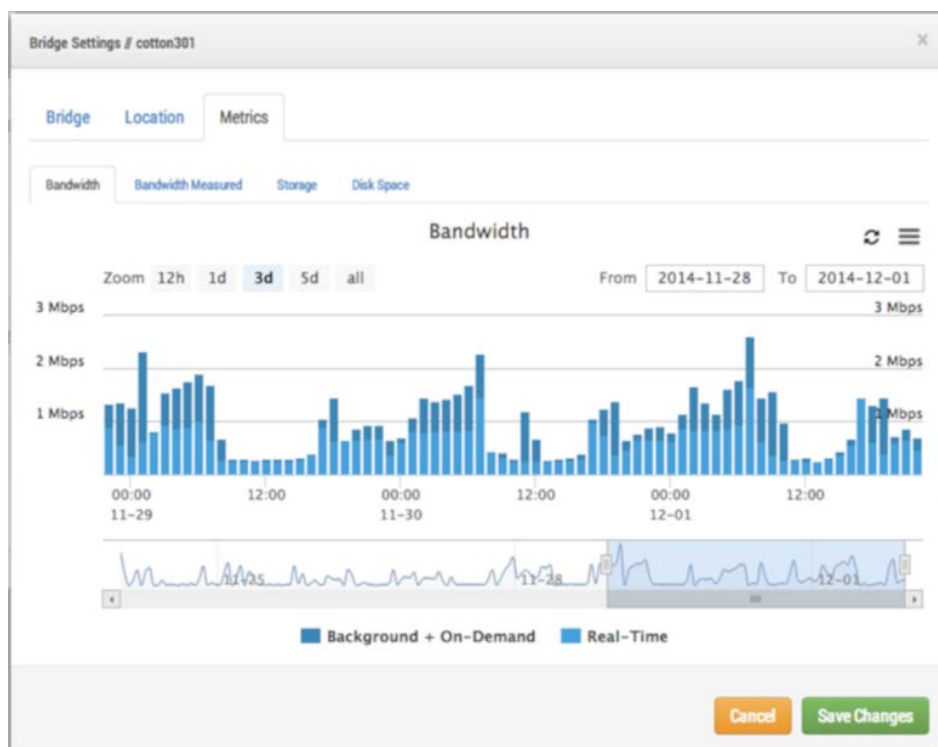 Bridge Settings // cotton301 ×
Bridge Location Metrics
Bandwidth Bandwidth Measured Storage Disk Space
Bandwidth
Zoom 12h 1d 3d 5d all From 2014-11-28 To 2014-12-01
3 Mbps 3 Mbps
2 Mbps 2 Mbps
1 Mbps 1 Mbps
00:00 12:00 00:00 12:00 00:00 12:00
11-29 11-30 12-01
11-25 11-28 12-01
Background + On-Demand Real-Time
Cancel Save Changes